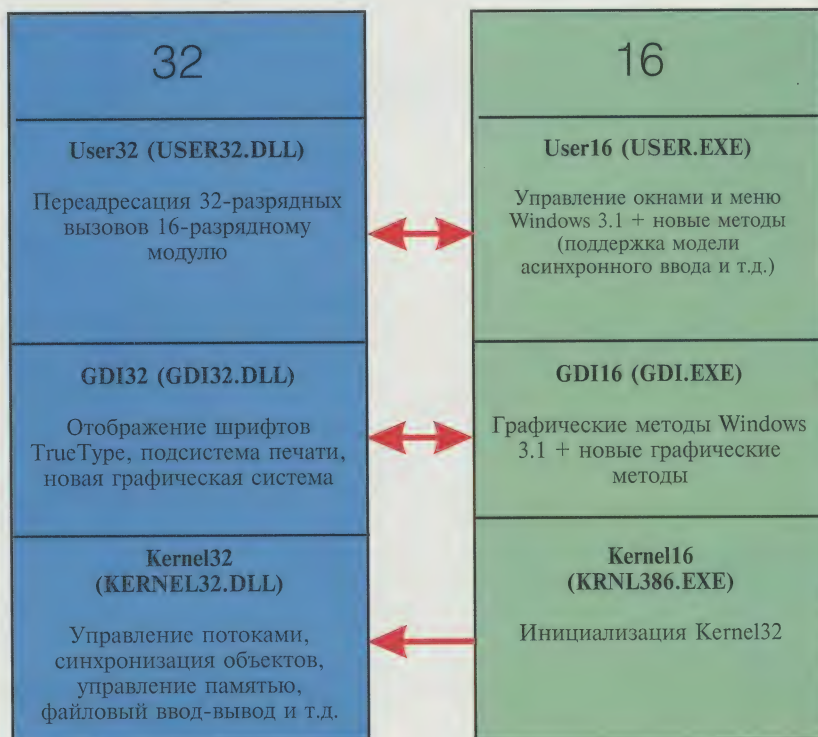 32
User32 (USER32.DLL)
Переадресация 32-разрядных
вызовов 16-разрядному
модулю
GDI32 (GDI32.DLL)
Отображение шрифтов
TrueType, подсистема печати,
новая графическая система
Kernel32
(KERNEL32.DLL)
Управление потоками,
синхронизация объектов,
управление памятью,
файловый ввод-вывод и т.д.
16
User16 (USER.EXE)
Управление окнами и меню
Windows 3.1 + новые методы
(поддержка модели
асинхронного ввода и т.д.)
GDI16 (GDI.EXE)
Графические методы Windows
3.1 + новые графические
методы
Kernel16
(KRNL386.EXE)
Инициализация Kernel32